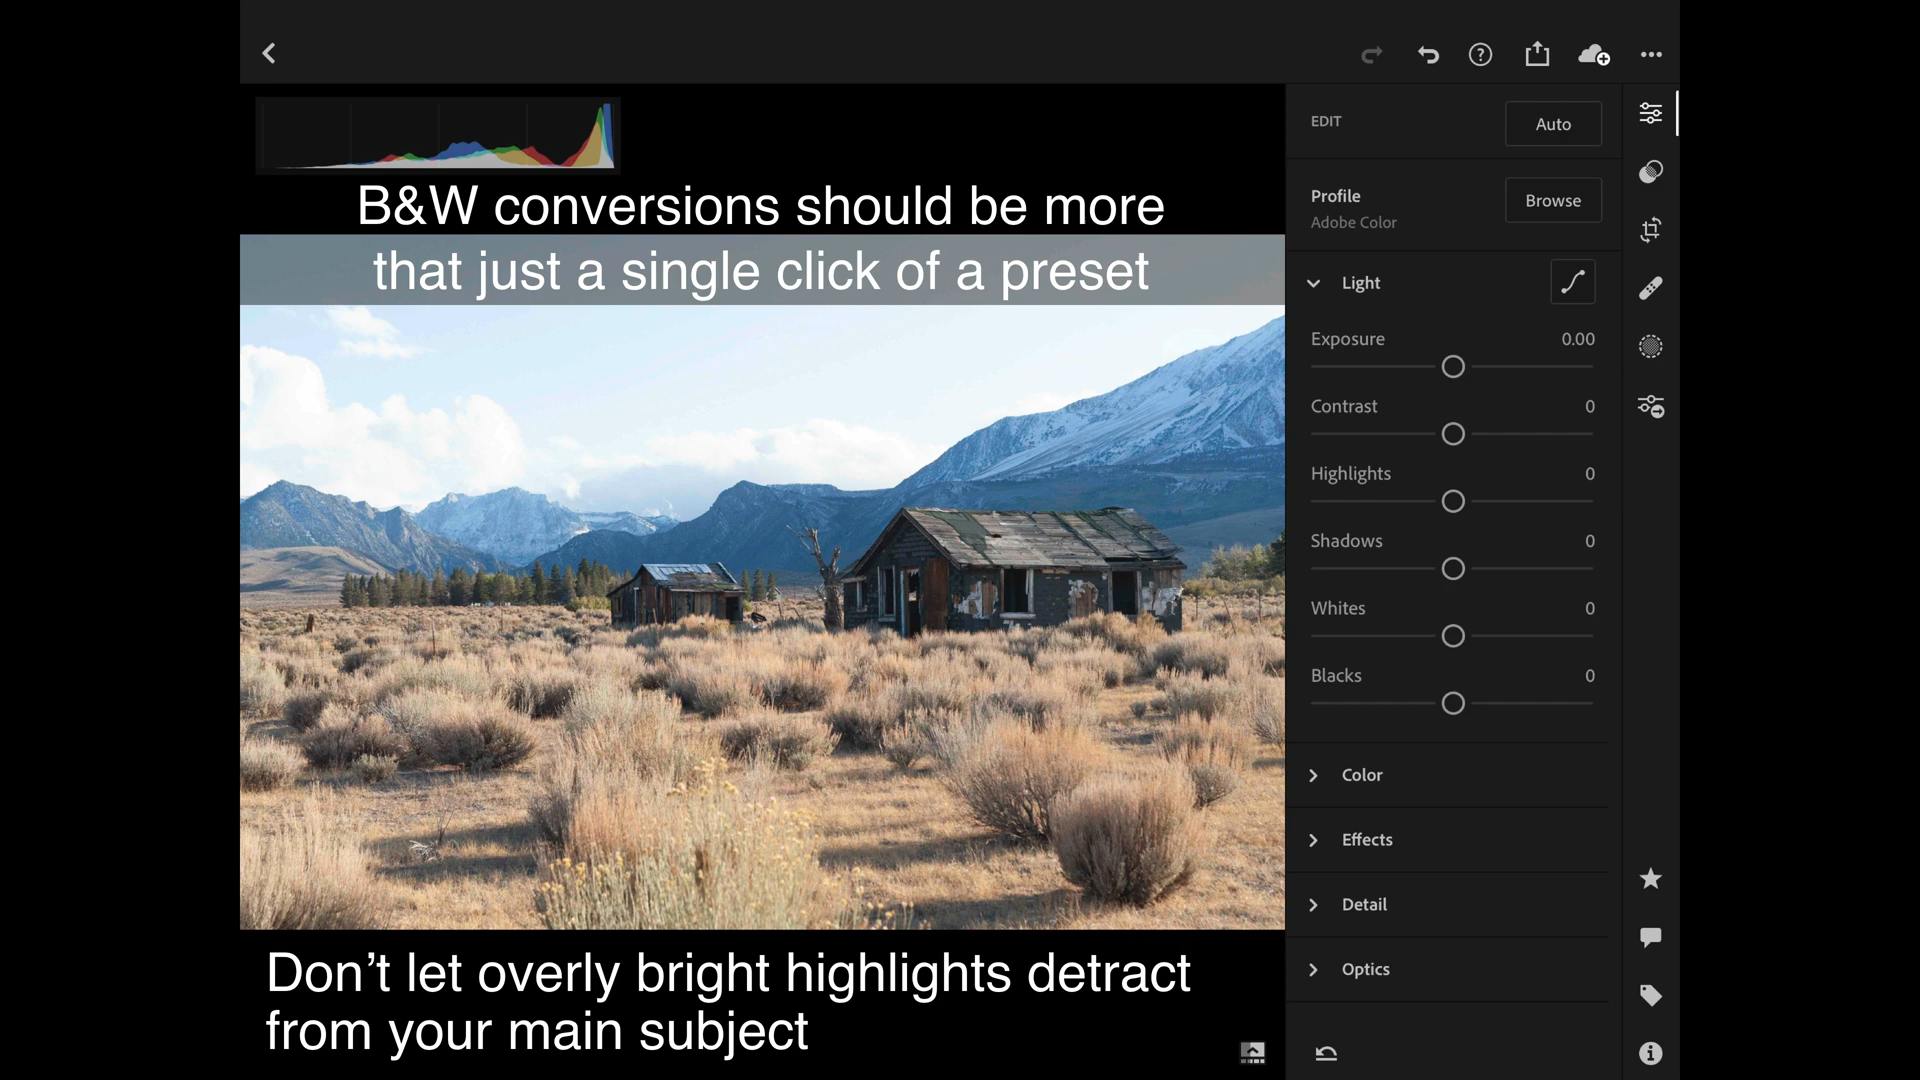 B&W conversions should be more
that just a single click of a preset
Don’t let overly bright highlights detract
from your main subject
EDIT
Auto
Profile
Adobe Color
Browse
Light
Exposure 0.00
Contrast 0
Highlights 0
Shadows 0
Whites 0
Blacks 0
Color
Effects
Detail
Optics